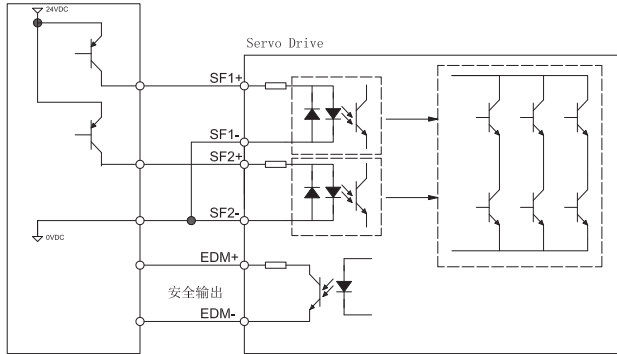 24VDC
Servo Drive
SF1+
SF1-
SF2+
SF2-
0VDC
EDM+
安全输出
EDM-